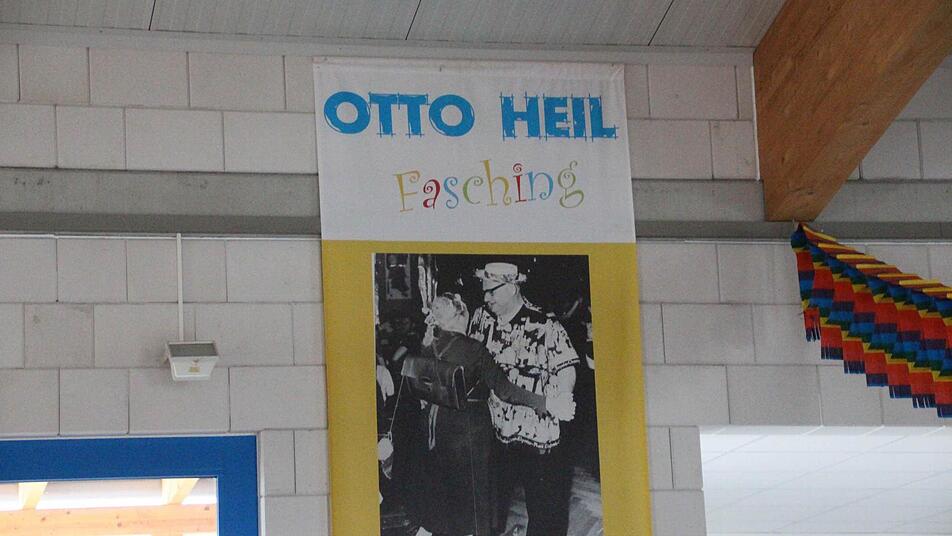 OTTO HEIL
Fasching